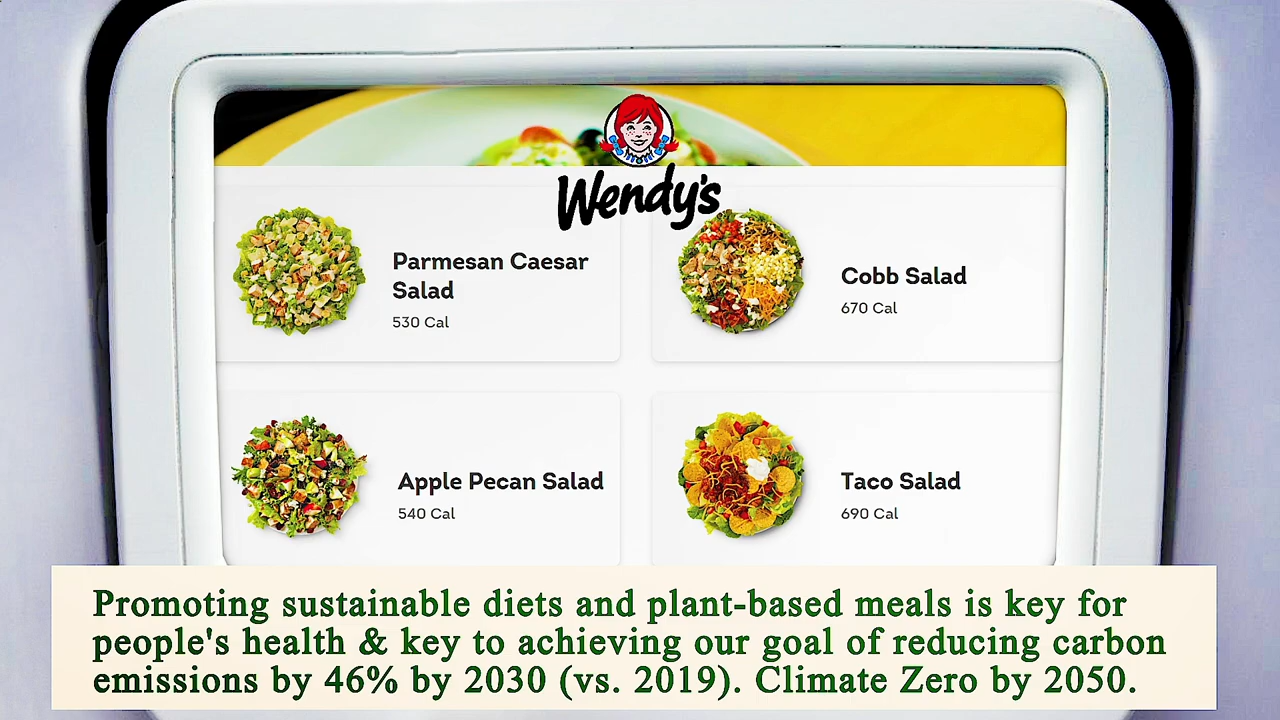 Wendy's
Parmesan Caesar
Salad
530 Cal
Cobb Salad
670 Cal
Apple Pecan Salad
540 Cal
Taco Salad
690 Cal
Promoting sustainable diets and plant-based meals is key for
people's health & key to achieving our goal of reducing carbon
emissions by 46% by 2030 (vs. 2019). Climate Zero by 2050.